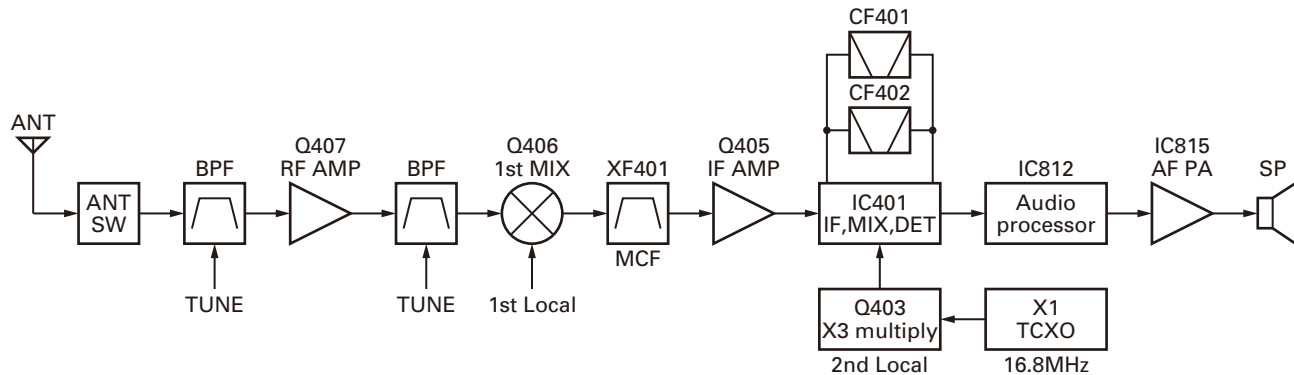 ANT
ANT
SW
BPF
TUNE
Q407
RF AMP
BPF
TUNE
Q406
1st MIX
1st Local
XF401
MCF
Q405
IF AMP
CF401
CF402
IC401
IF,MIX,DET
Q403
X3 multiply
2nd Local
X1
TCXO
16.8MHz
IC812
Audio
processor
IC815
AF PA
SP